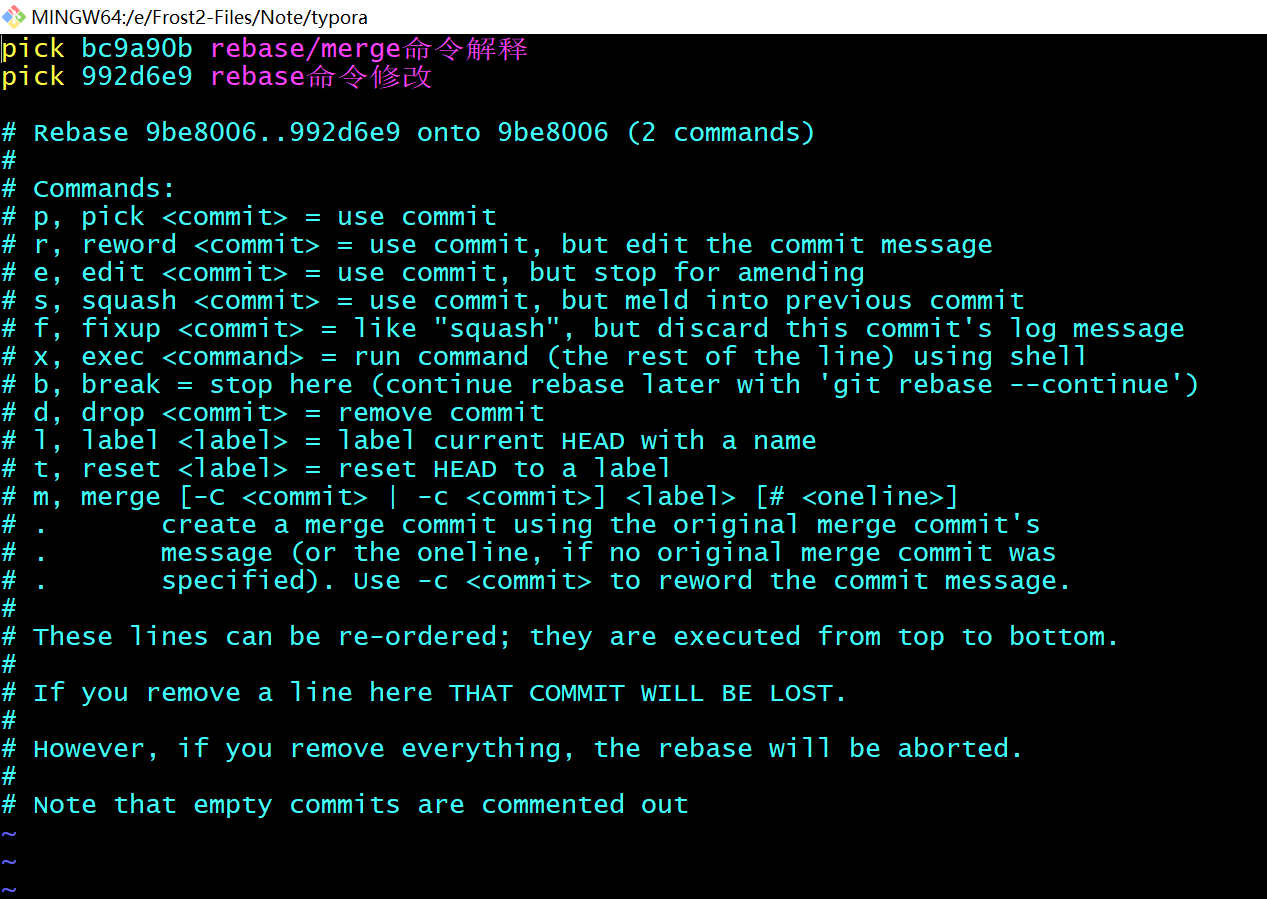 MINGW64:/e/Frost2-Files/Note/typora
pick bc9a90b rebase/merge命令解释
pick 992d6e9 rebase命令修改
# Rebase 9be8006..992d6e9 onto 9be8006 (2 commands)
#
# Commands:
# p, pick <commit> = use commit
# r, reword <commit> = use commit, but edit the commit message
# e, edit <commit> = use commit, but stop for amending
# s, squash <commit> = use commit, but meld into previous commit
# f, fixup <commit> = like "squash", but discard this commit's log message
# x, exec <command> = run command (the rest of the line) using shell
# b, break = stop here (continue rebase later with 'git rebase --continue')
# d, drop <commit> = remove commit
# l, label <label> = label current HEAD with a name
# t, reset <label> = reset HEAD to a label
# m, merge [-C <commit> | -c <commit>] <label> [# <oneline>]
# .       create a merge commit using the original merge commit's
# .       message (or the oneline, if no original merge commit was
# .       specified). Use -c <commit> to reword the commit message.
#
# These lines can be re-ordered; they are executed from top to bottom.
#
# If you remove a line here THAT COMMIT WILL BE LOST.
#
# However, if you remove everything, the rebase will be aborted.
#
# Note that empty commits are commented out
~
~
~